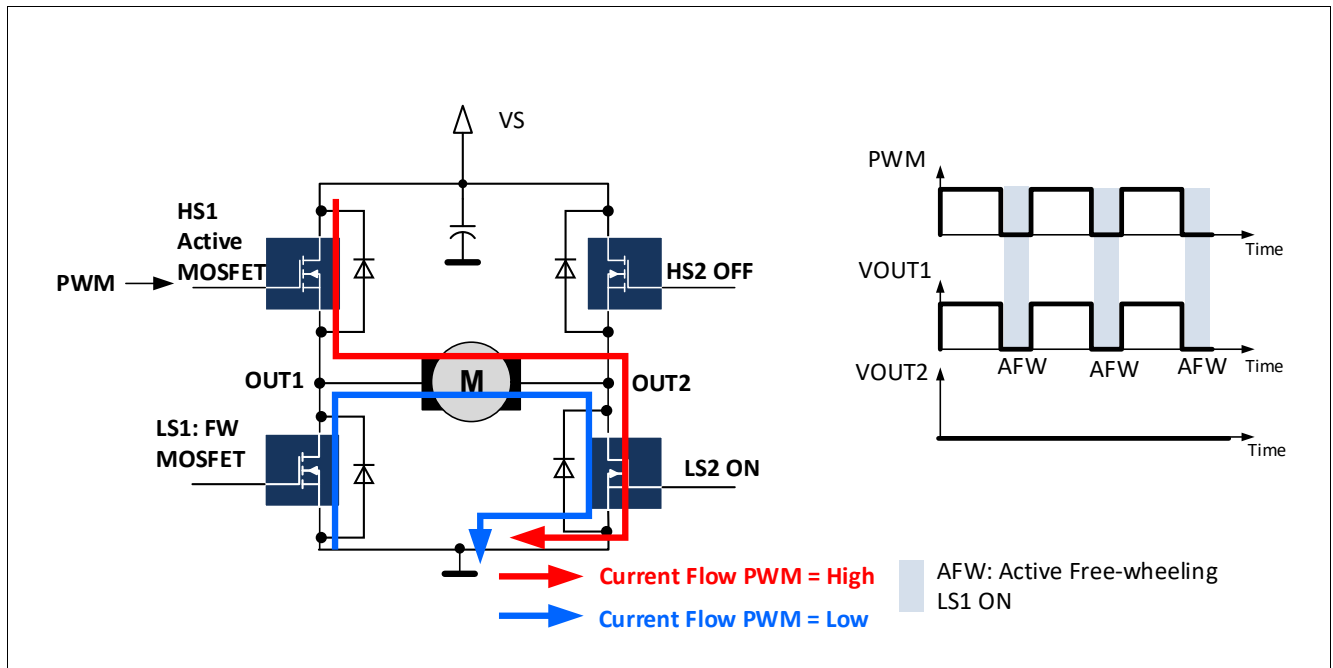 VS
HS1
Active
MOSFET
PWM
HS2 OFF
OUT1
M
OUT2
LS1: FW
MOSFET
LS2 ON
PWM
Time
VOUT1
AFW
AFW
AFW
Time
VOUT2
Time
Current Flow PWM = High
Current Flow PWM = Low
AFW: Active Free-wheeling
LS1 ON